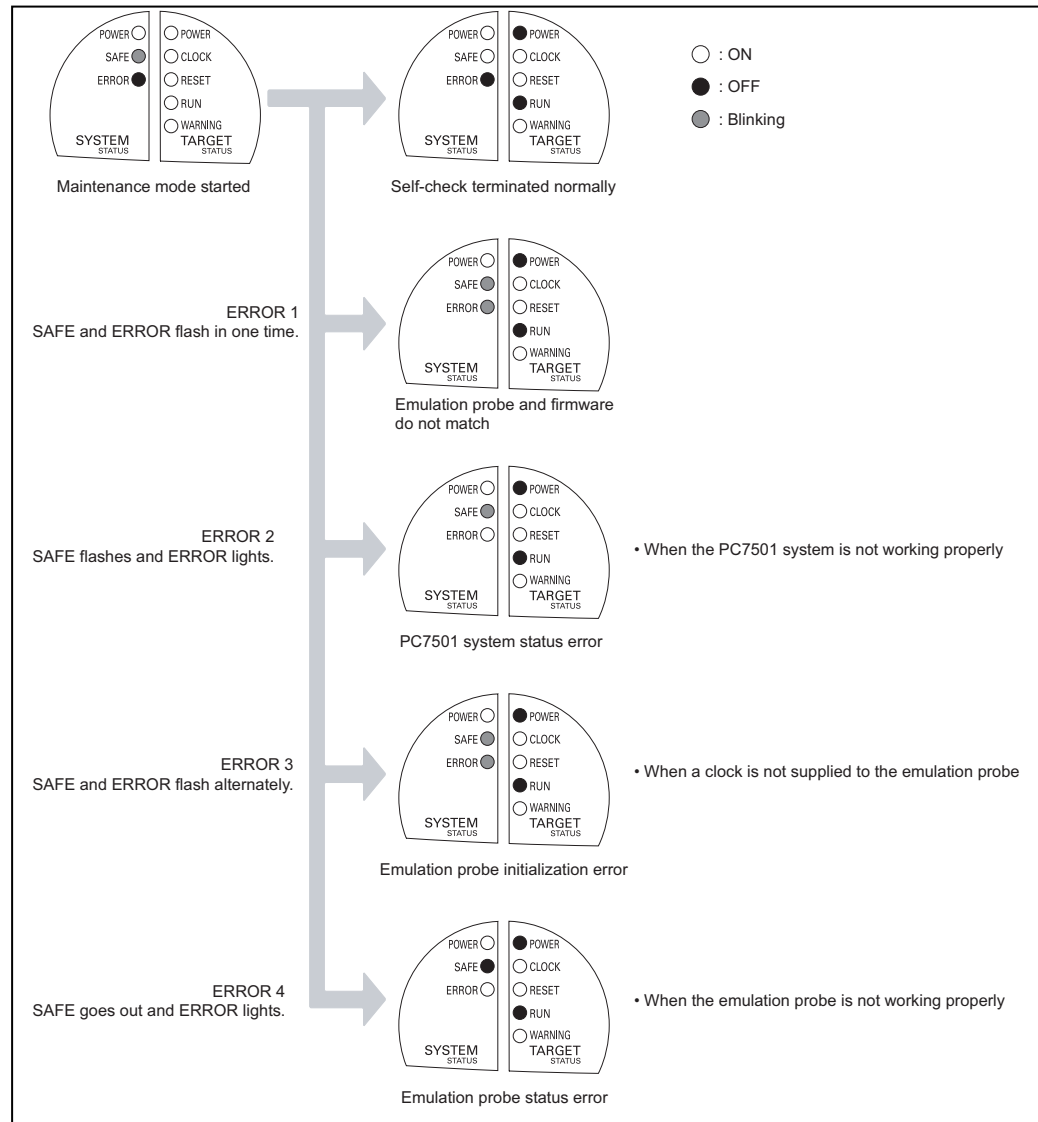 POWER
SAFE
ERROR
SYSTEM
STATUS
POWER
CLOCK
RESET
RUN
WARNING
TARGET
STATUS
Maintenance mode started
POWER
SAFE
ERROR
SYSTEM
STATUS
POWER
CLOCK
RESET
RUN
WARNING
TARGET
STATUS
Self-check terminated normally
: ON
: OFF
: Blinking
ERROR 1
SAFE and ERROR flash in one time.
POWER
SAFE
ERROR
SYSTEM
STATUS
POWER
CLOCK
RESET
RUN
WARNING
TARGET
STATUS
Emulation probe and firmware
do not match
ERROR 2
SAFE flashes and ERROR lights.
POWER
SAFE
ERROR
SYSTEM
STATUS
POWER
CLOCK
RESET
RUN
WARNING
TARGET
STATUS
PC7501 system status error
• When the PC7501 system is not working properly
ERROR 3
SAFE and ERROR flash alternately.
POWER
SAFE
ERROR
SYSTEM
STATUS
POWER
CLOCK
RESET
RUN
WARNING
TARGET
STATUS
Emulation probe initialization error
• When a clock is not supplied to the emulation probe
ERROR 4
SAFE goes out and ERROR lights.
POWER
SAFE
ERROR
SYSTEM
STATUS
POWER
CLOCK
RESET
RUN
WARNING
TARGET
STATUS
Emulation probe status error
• When the emulation probe is not working properly